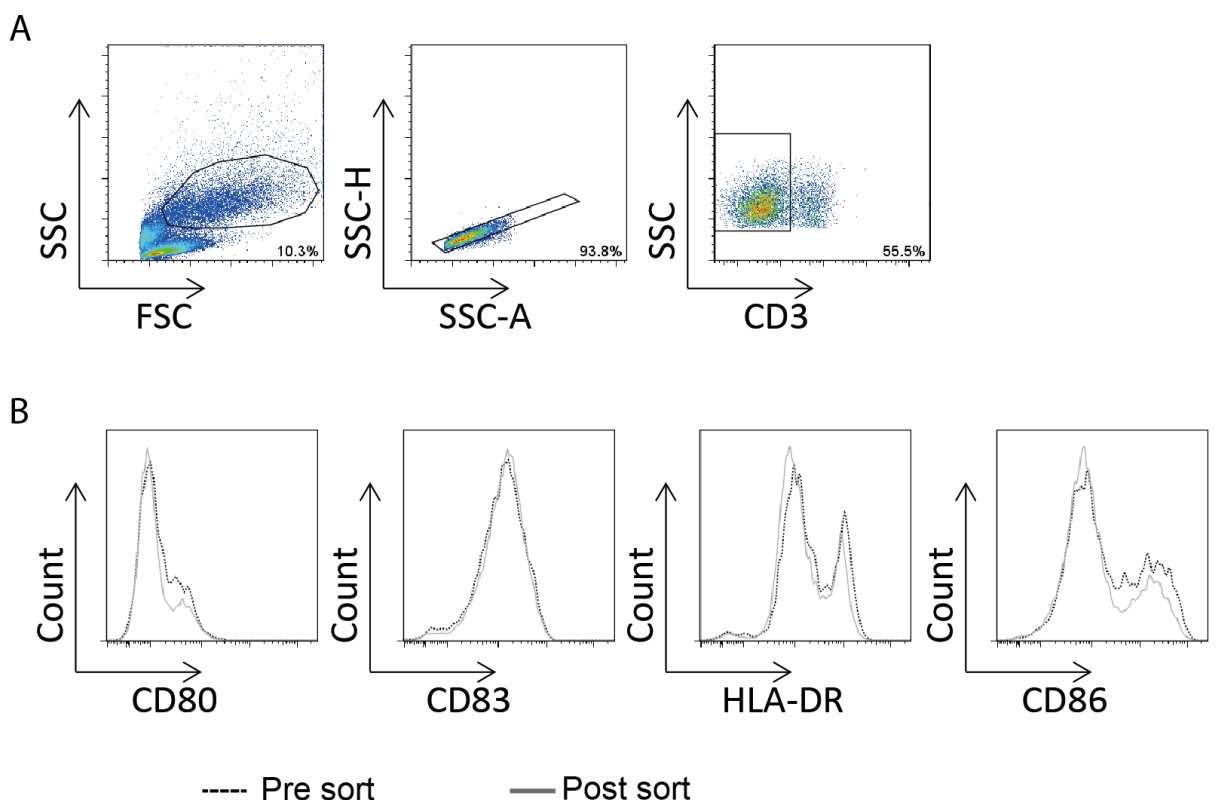 A
SSC
10.3%
FSC
SSC-H
93.8%
SSC-A
SSC
55.5%
CD3
B
Count
CD80
Count
CD83
Count
HLA-DR
Count
CD86
Pre sort
Post sort